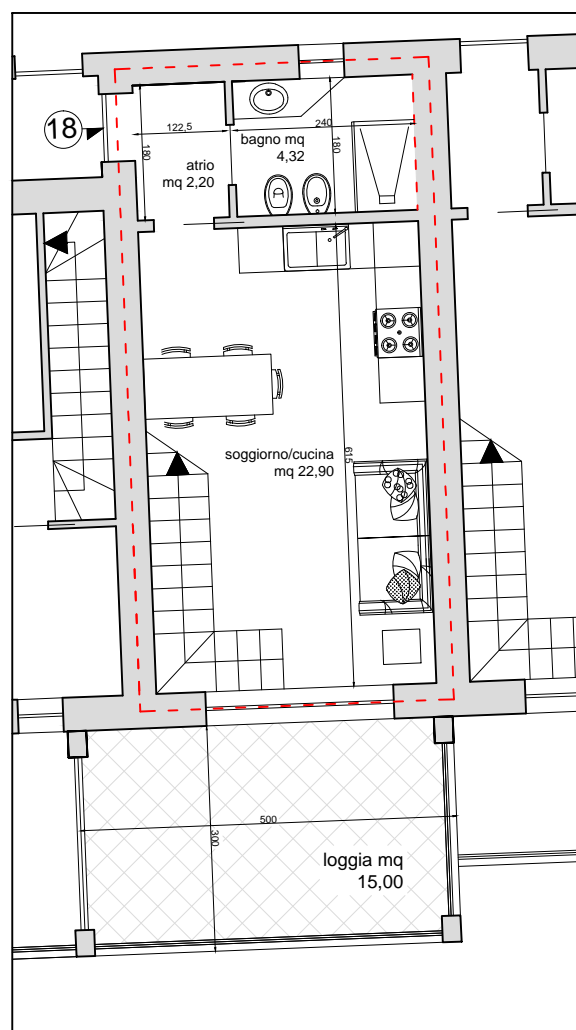 18
122,5
240
180
180
atrio
mq 2,20
bagno mq
4,32
soggiorno/cucina
mq 22,90
615
500
300
loggia mq
15,00